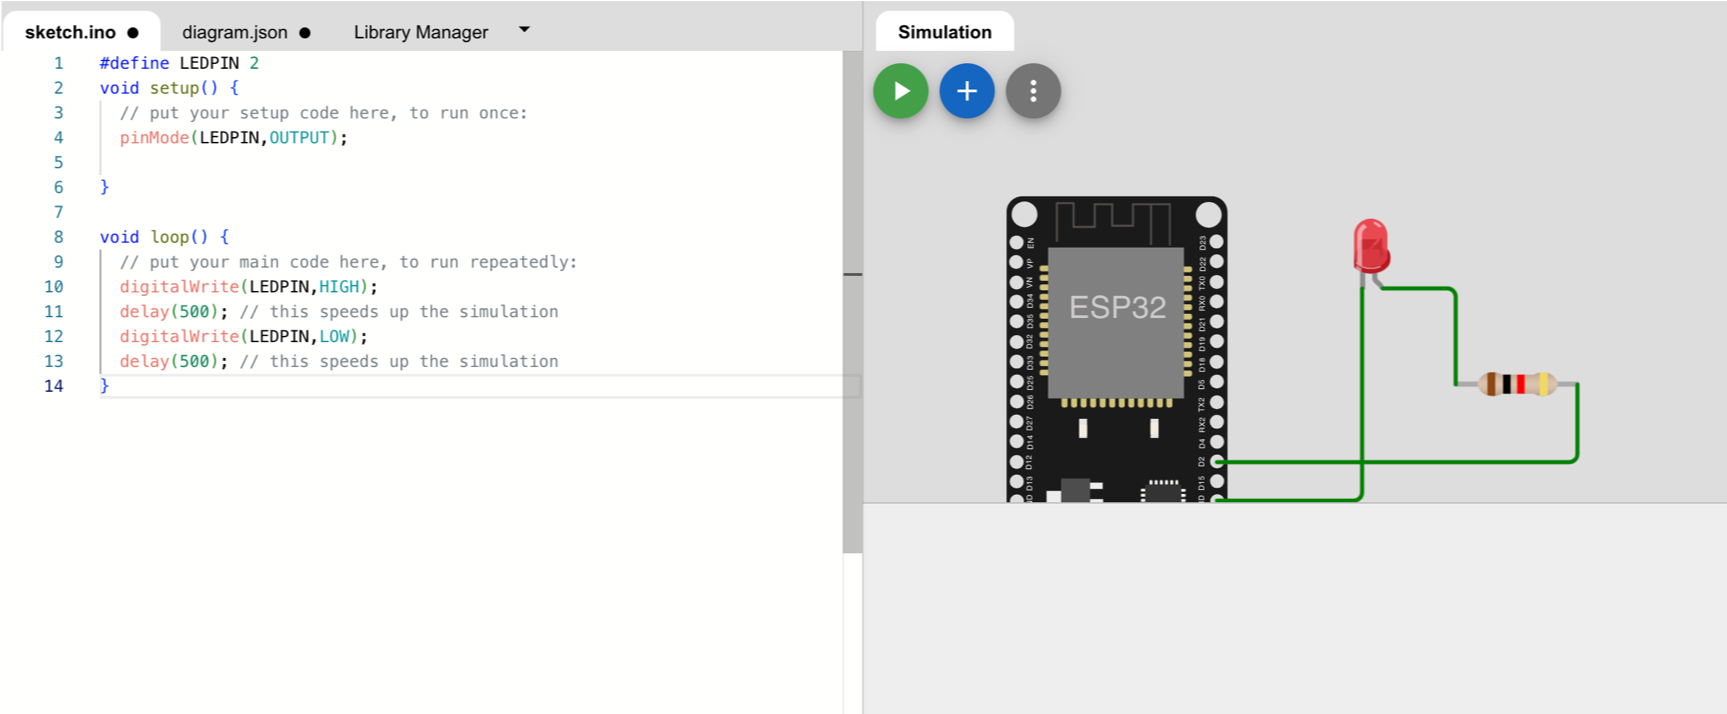 sketch.ino ● diagram.json ● Library Manager
1 #define LEDPIN 2
2 void setup() {
3 // put your setup code here, to run once:
4 pinMode(LEDPIN,OUTPUT);
5
6 }
7
8 void loop() {
9 // put your main code here, to run repeatedly:
10 digitalWrite(LEDPIN,HIGH);
11 delay(500); // this speeds up the simulation
12 digitalWrite(LEDPIN,LOW);
13 delay(500); // this speeds up the simulation
14 }
Simulation
ESP32
EN
VP
VN
D34
D35
D32
D33
D25
D26
D27
D14
D12
D13
D23
D22
TX0
RX0
D21
D19
D18
D5
TX2
RX2
D4
D2
D15